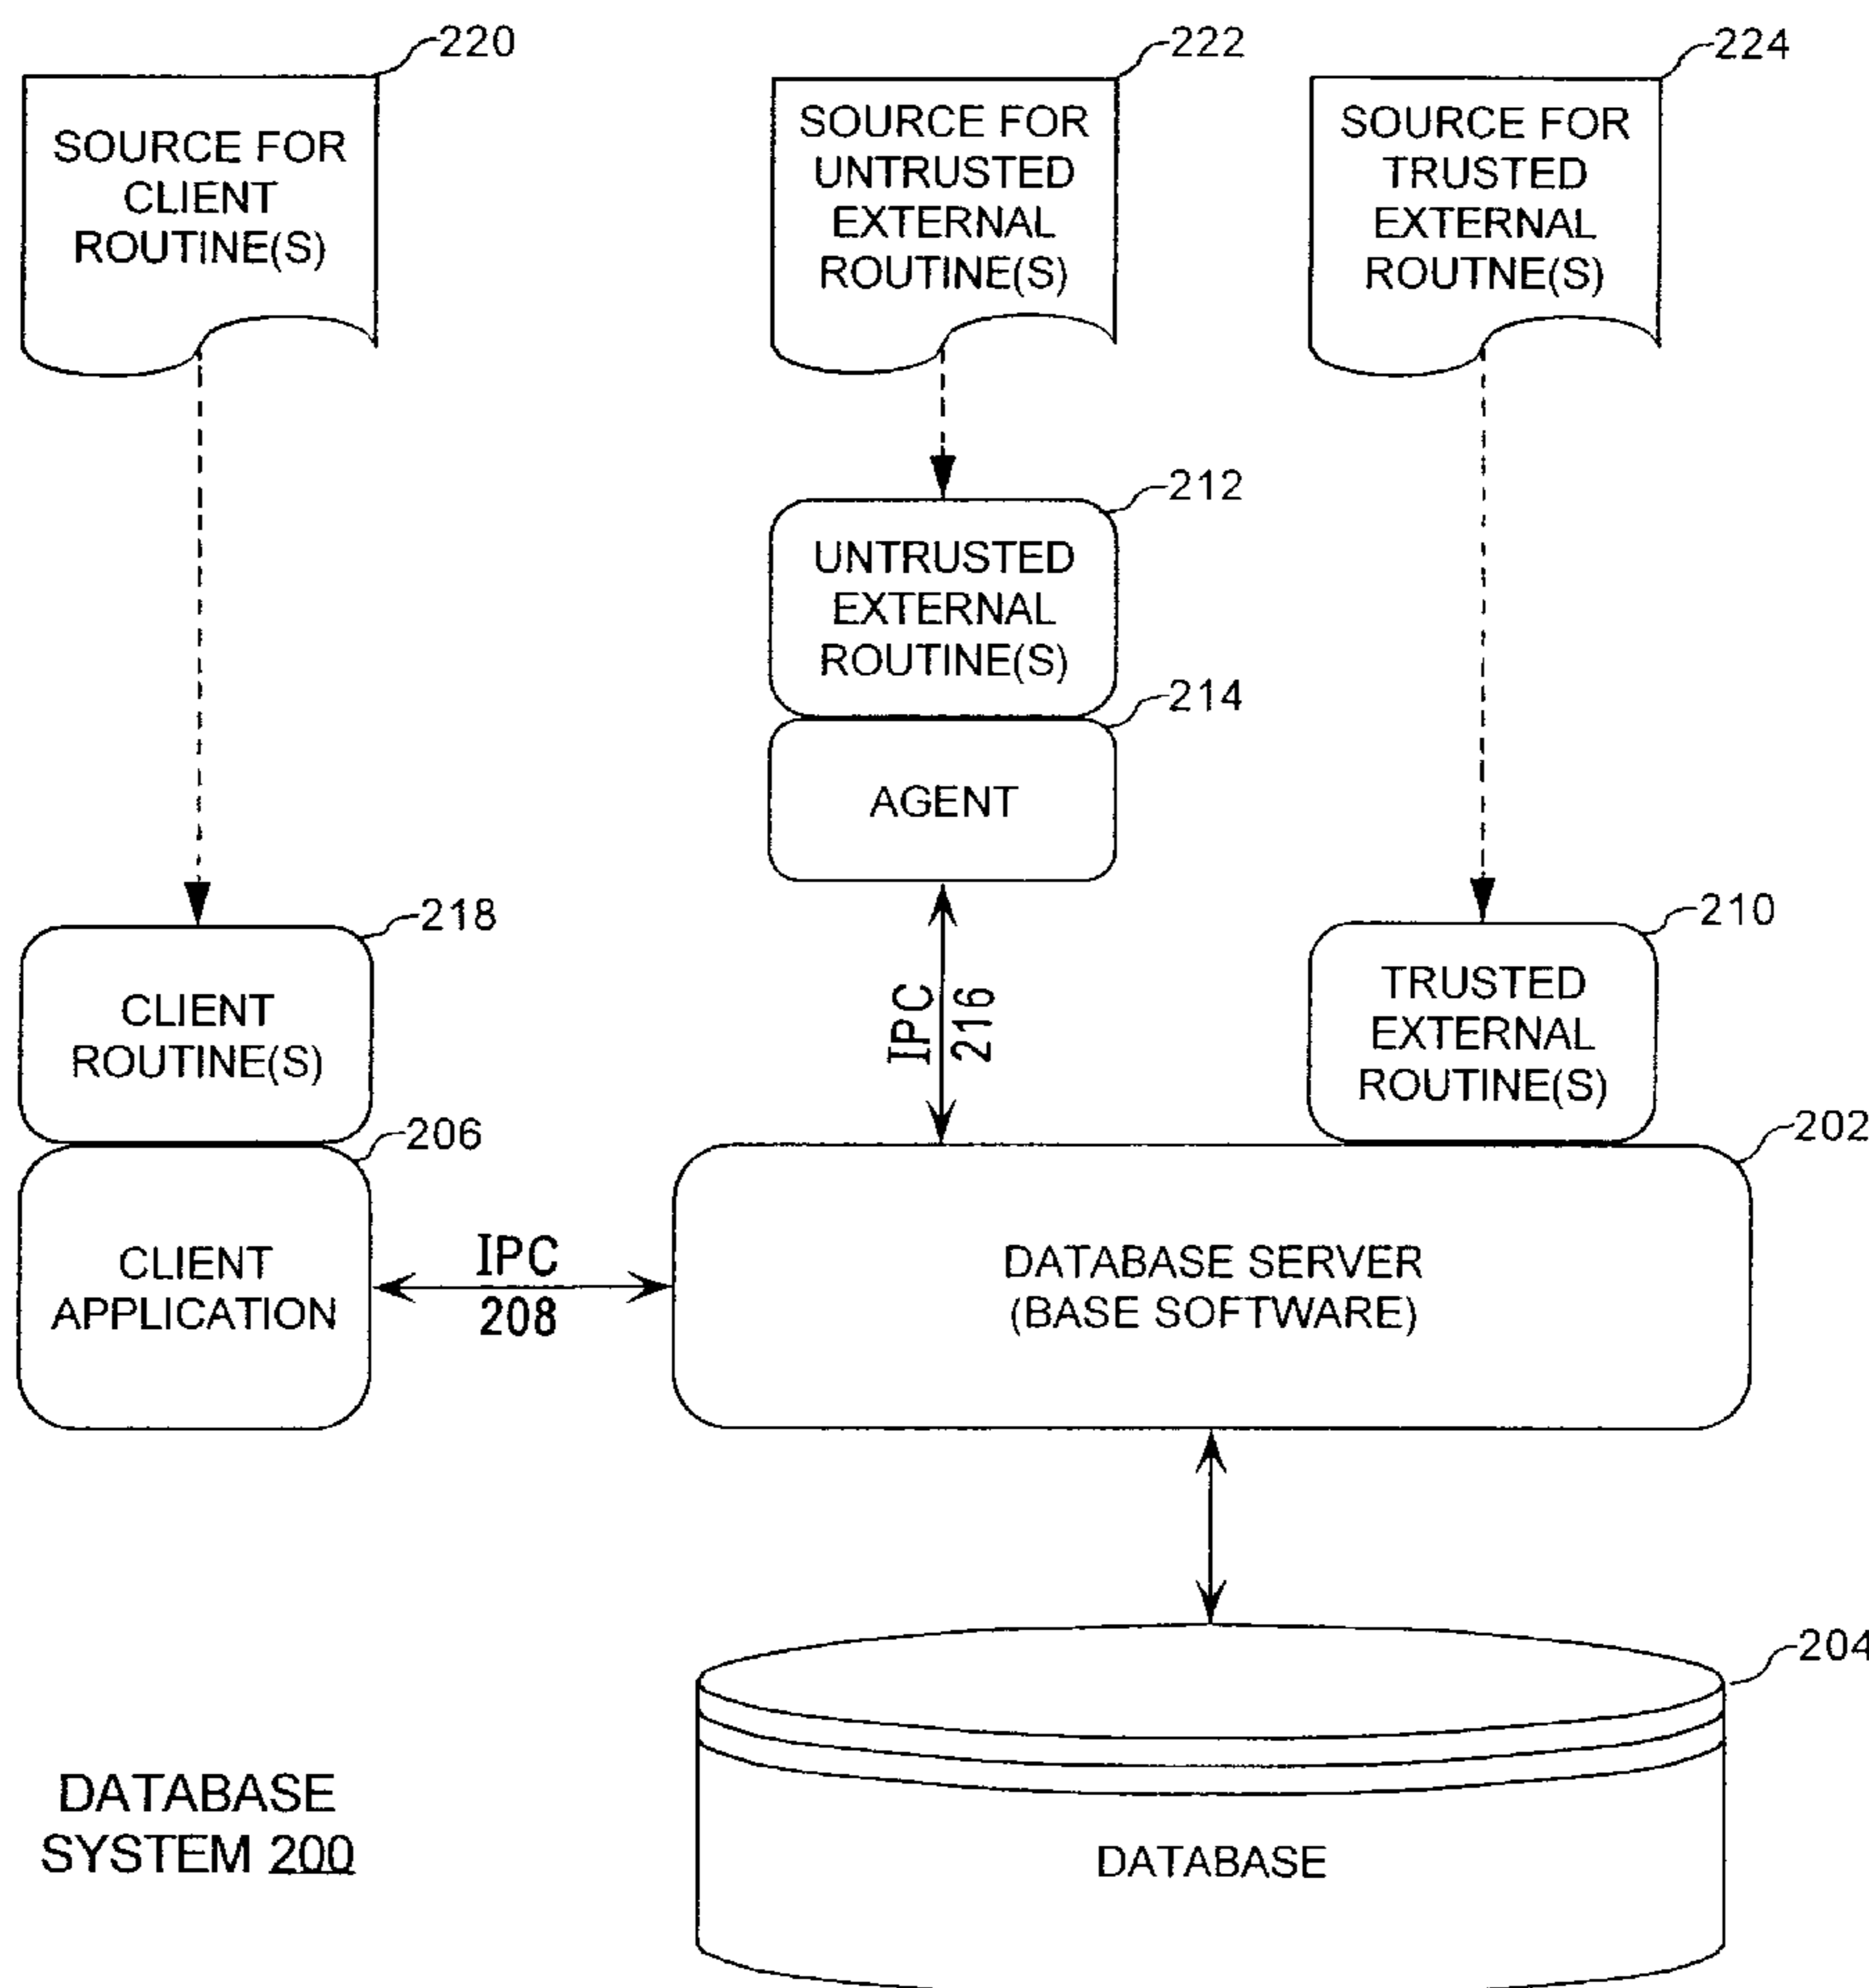 220
222
224
SOURCE FOR
CLIENT
ROUTINE(S)
SOURCE FOR
UNTRUSTED
EXTERNAL
ROUTINE(S)
SOURCE FOR
TRUSTED
EXTERNAL
ROUTNE(S)
212
UNTRUSTED
EXTERNAL
ROUTINE(S)
214
AGENT
218
CLIENT
ROUTINE(S)
IPC
216
210
TRUSTED
EXTERNAL
ROUTINE(S)
206
CLIENT
APPLICATION
IPC
208
202
DATABASE SERVER
(BASE SOFTWARE)
204
DATABASE
DATABASE
SYSTEM 200